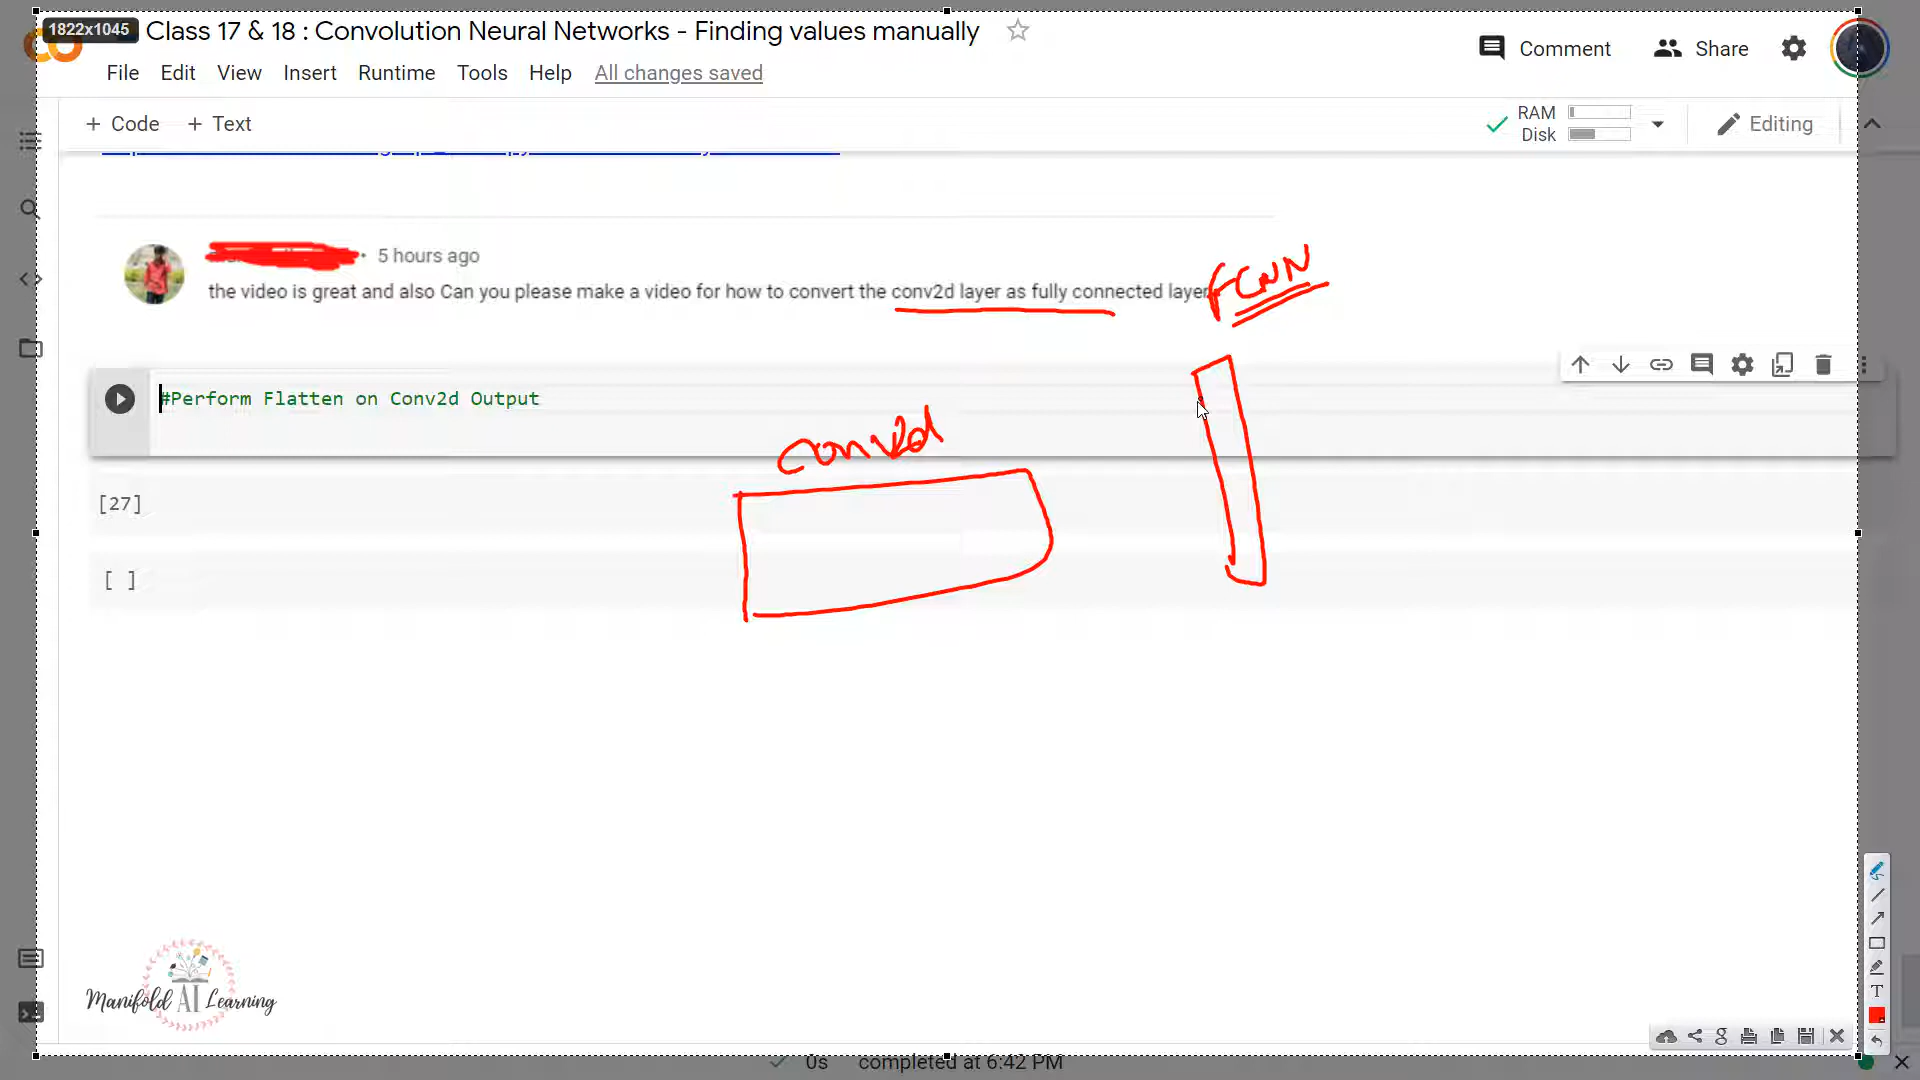 1822x1045
Class 17 & 18 : Convolution Neural Networks - Finding values manually
Comment
Share
File Edit View Insert Runtime Tools Help All changes saved
+ Code + Text
RAM
Disk
Editing
• 5 hours ago
the video is great and also Can you please make a video for how to convert the conv2d layer as fully connected layer
FCNN
#Perform Flatten on Conv2d Output
conv2d
[27]
[ ]
Manifold AI Learning
0s completed at 6:42 PM